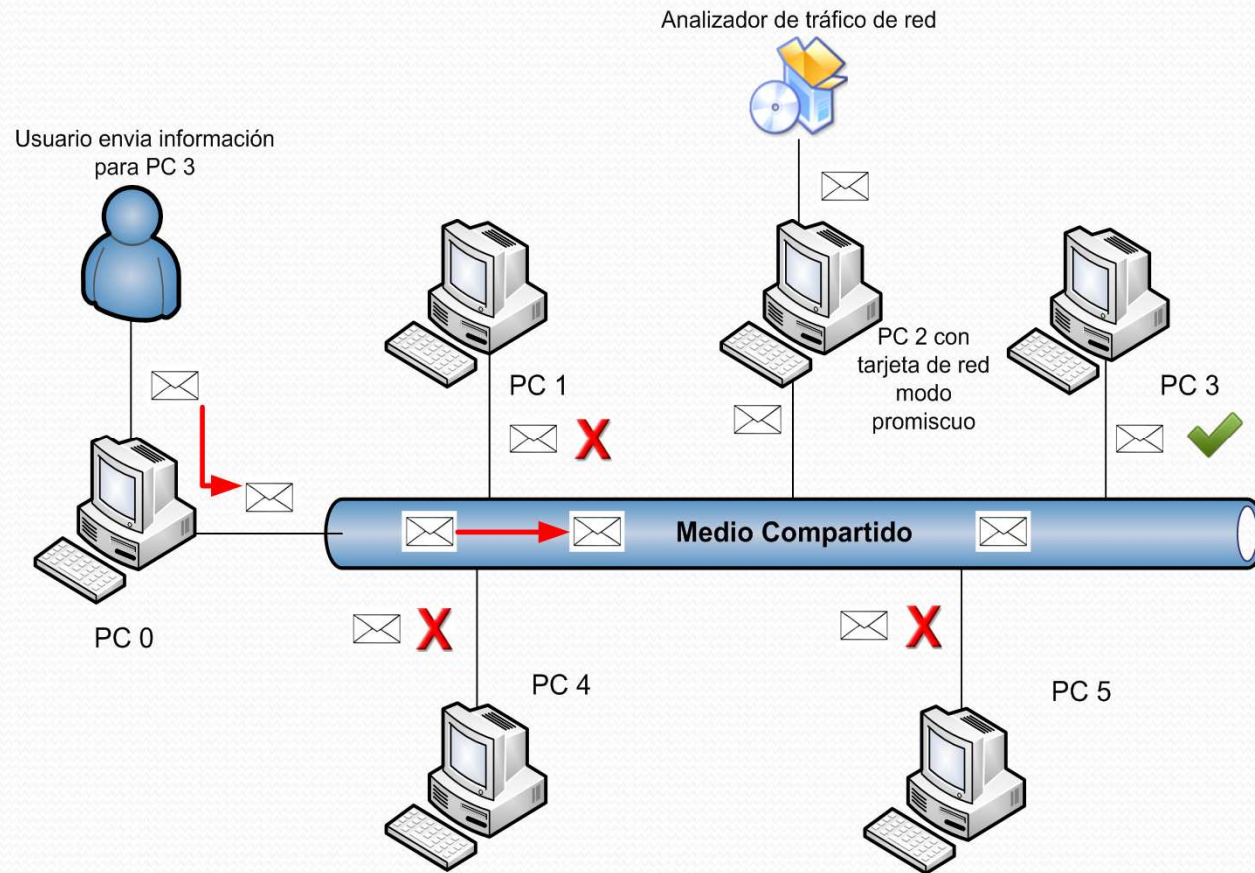 Analizador de tráfico de red
Usuario envia información
para PC 3
PC 1
PC 2 con
tarjeta de red
modo
promiscuo
PC 3
X
Medio Compartido
PC 0
X
X
PC 4
PC 5